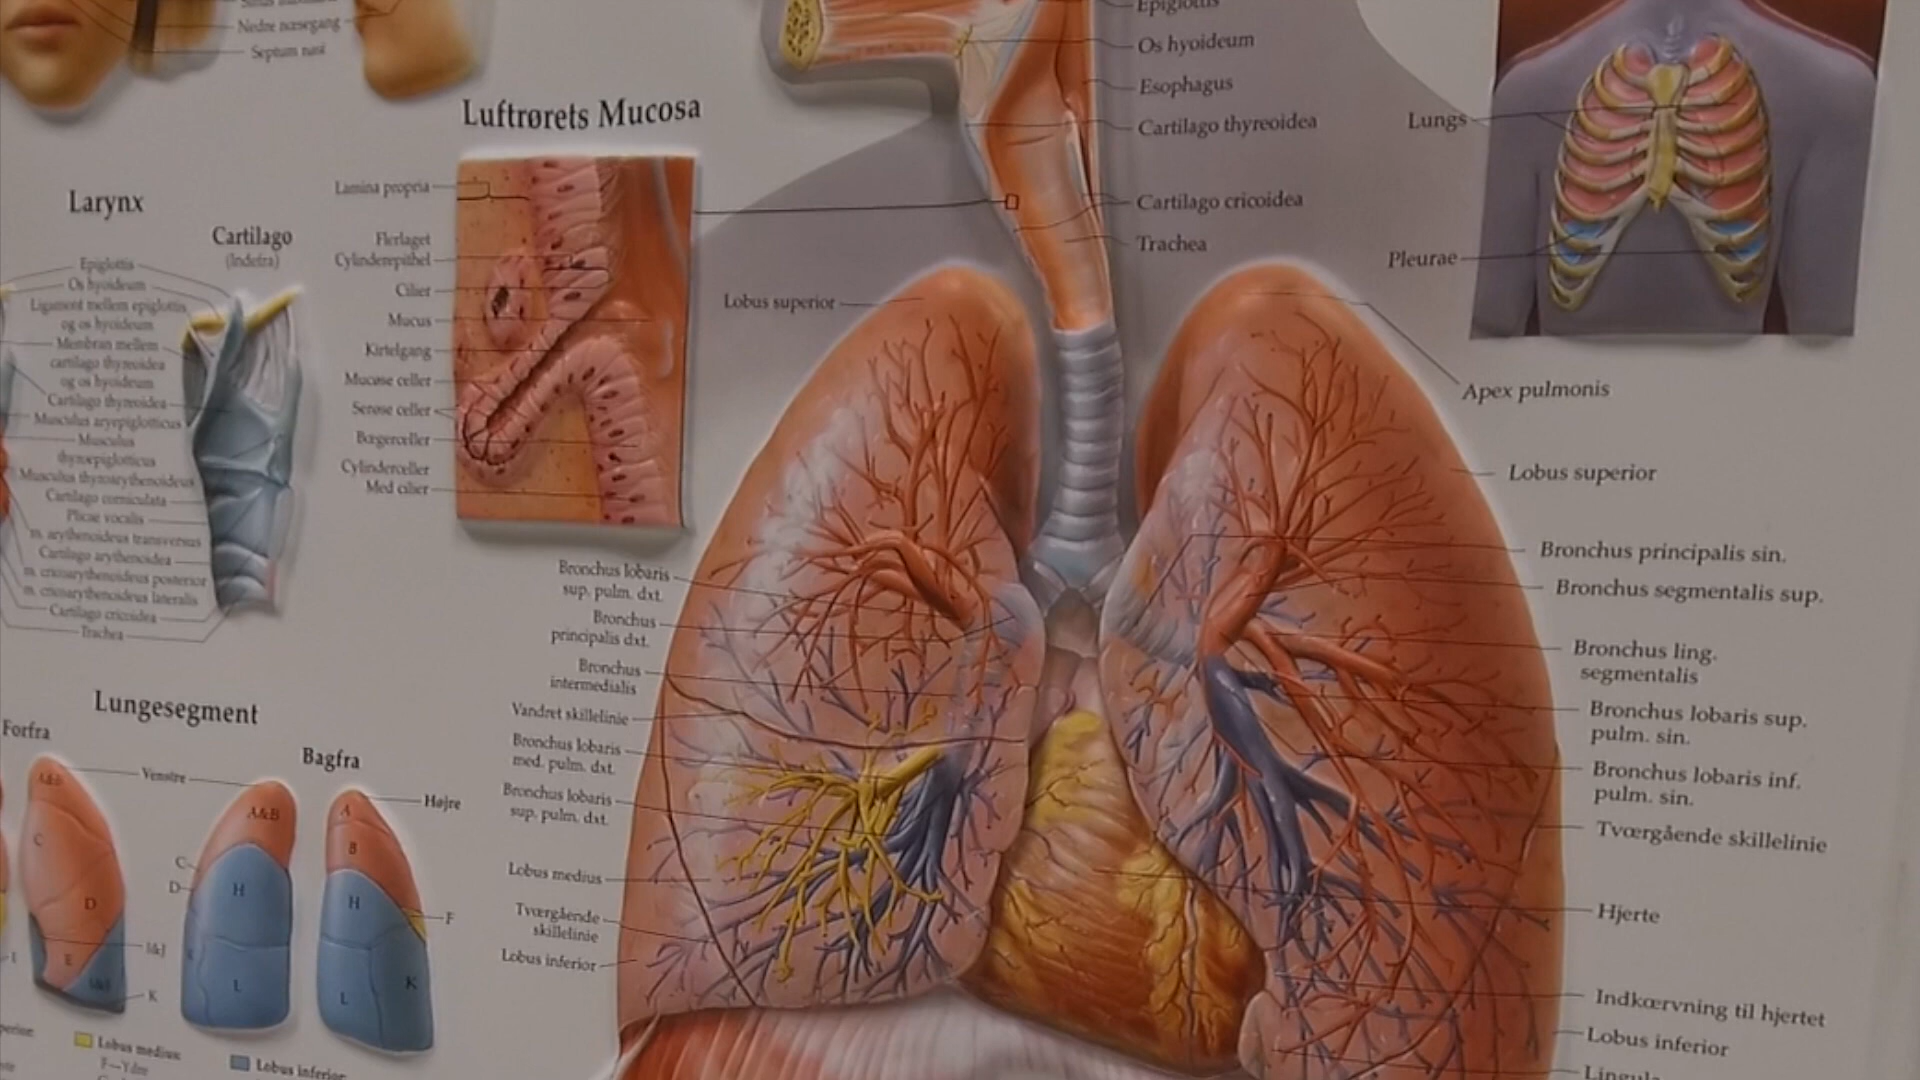 Nedre næsegang
Septum nasi
Luftrørets Mucosa
Lamina propria
Flerlaget
Cylinderepithel
Cilier
Mucus
Kirtelgang
Mucøse celler
Serøse celler
Bægerceller
Cylinderceller
Med cilier
Larynx
Cartilago
(Indefra)
Epiglottis
Os hyoideum
Ligament mellem epiglottis
og os hyoideum
Membran mellem
cartilago thyreoidea
og os hyoideum
Cartilago thyreoidea
Musculus aryepiglotticus
Musculus
thyroepiglotticus
Musculus thyroarythenoideus
Cartilago corniculata
Plicae vocalis
m. arythenoideus transversus
Cartilago arythenoidea
m. cricoarythenoideus posterior
m. cricoarythenoideus lateralis
Cartilago cricoidea
Trachea
Epiglottis
Os hyoideum
Esophagus
Cartilago thyreoidea
Cartilago cricoidea
Trachea
Lungs
Pleurae
Lobus superior
Apex pulmonis
Lobus superior
Bronchus principalis sin.
Bronchus segmentalis sup.
Bronchus ling.
segmentalis
Bronchus lobaris sup.
pulm. sin.
Bronchus lobaris inf.
pulm. sin.
Tværgående skillelinie
Hjerte
Indkærvning til hjertet
Lobus inferior
Lingula
Bronchus lobaris
sup. pulm. dxt.
Bronchus
principalis dxt.
Bronchus
intermedialis
Vandret skillelinie
Bronchus lobaris
med. pulm. dxt.
Bronchus lobaris
sup. pulm. dxt.
Lobus medius
Tværgående
skillelinie
Lobus inferior
Lungesegment
Forfra
Bagfra
Venstre
Højre
A&B
C
D
E
I&J
I&J
K
I
A&B
C
D
H
L
A
B
H
F
K
L
Lobus medius
Lobus inferior